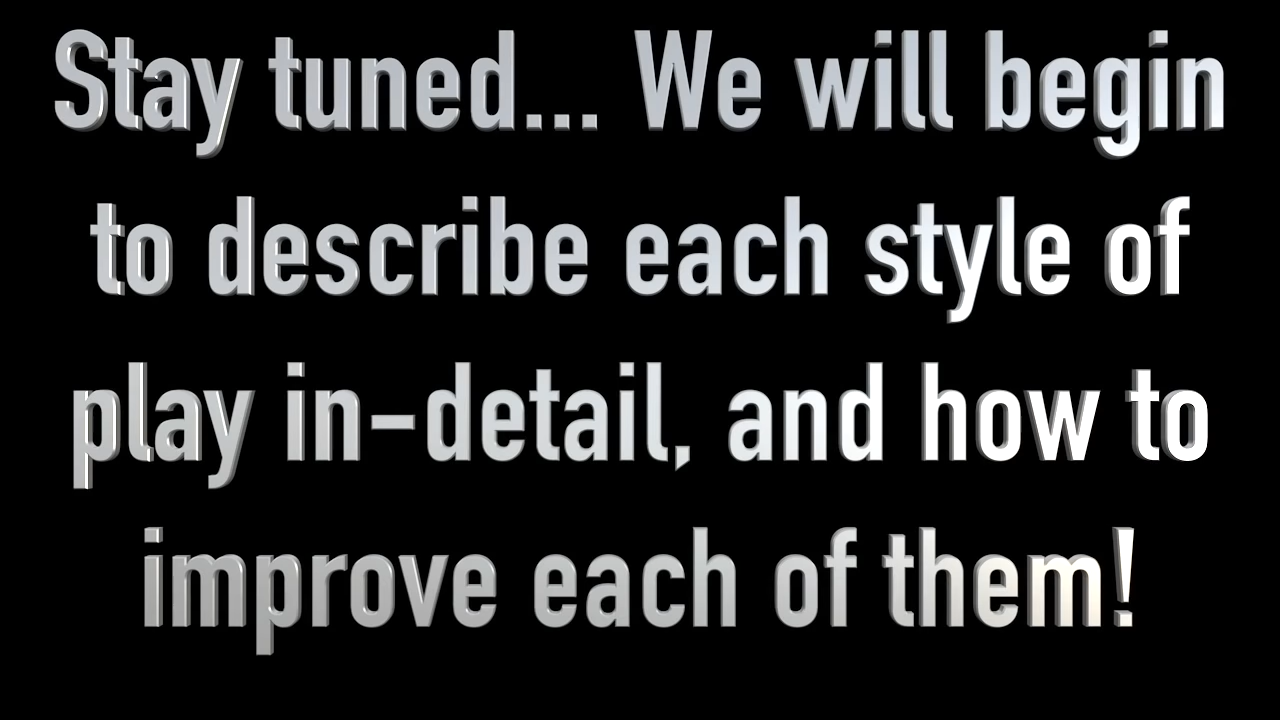 Stay tuned... We will begin
to describe each style of
play in-detail, and how to
improve each of them!